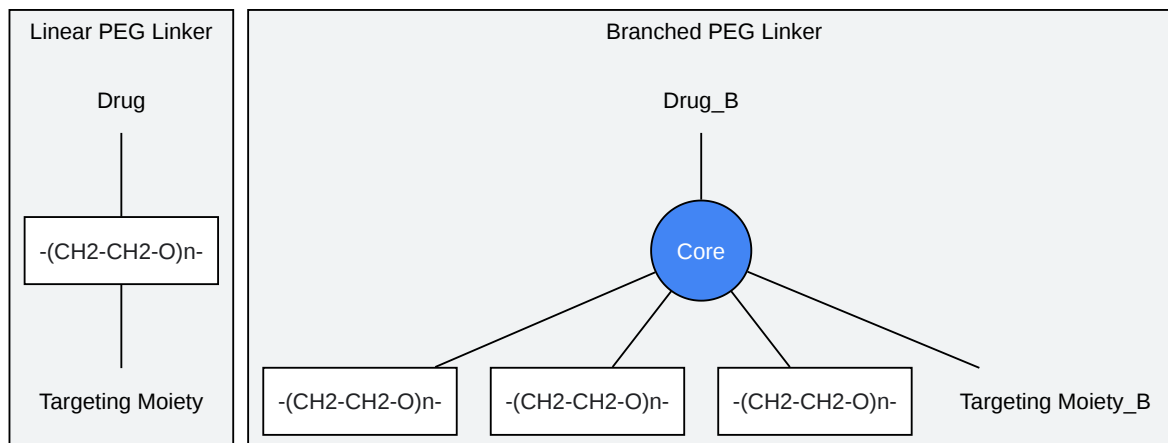 Linear PEG Linker
Drug
-(CH2-CH2-O)n-
Targeting Moiety
Branched PEG Linker
Drug_B
Core
-(CH2-CH2-O)n-
-(CH2-CH2-O)n-
-(CH2-CH2-O)n-
Targeting Moiety_B